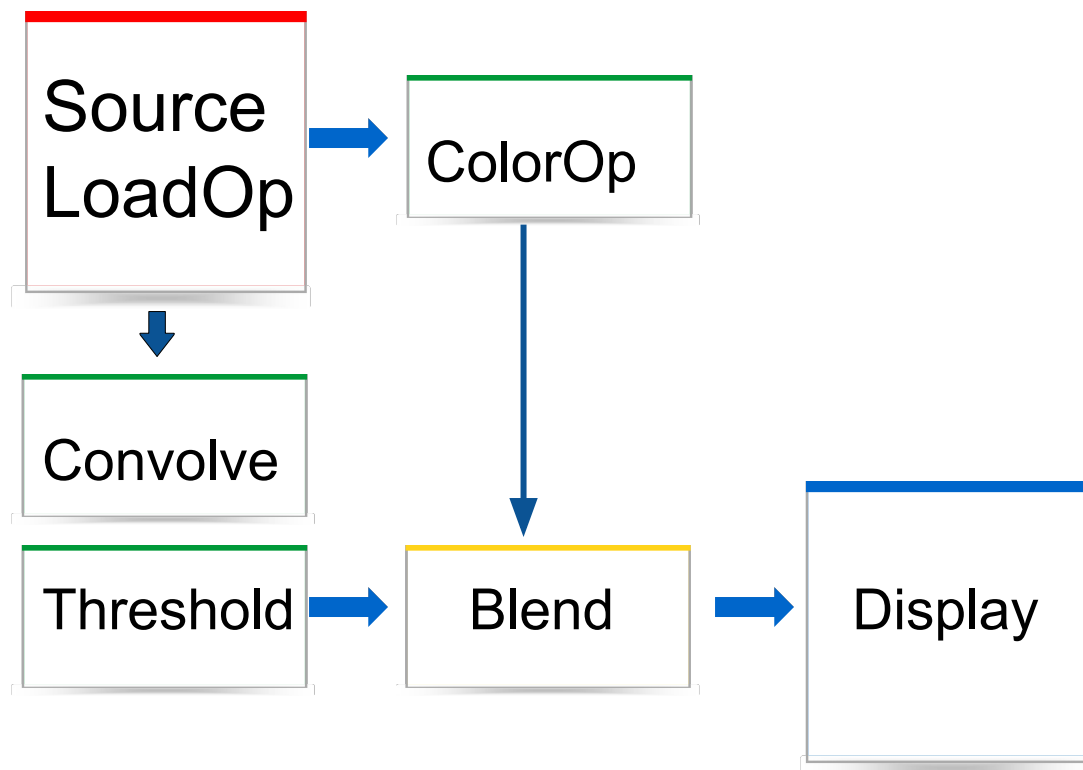 Source
LoadOp
ColorOp
Convolve
Threshold
Blend
Display